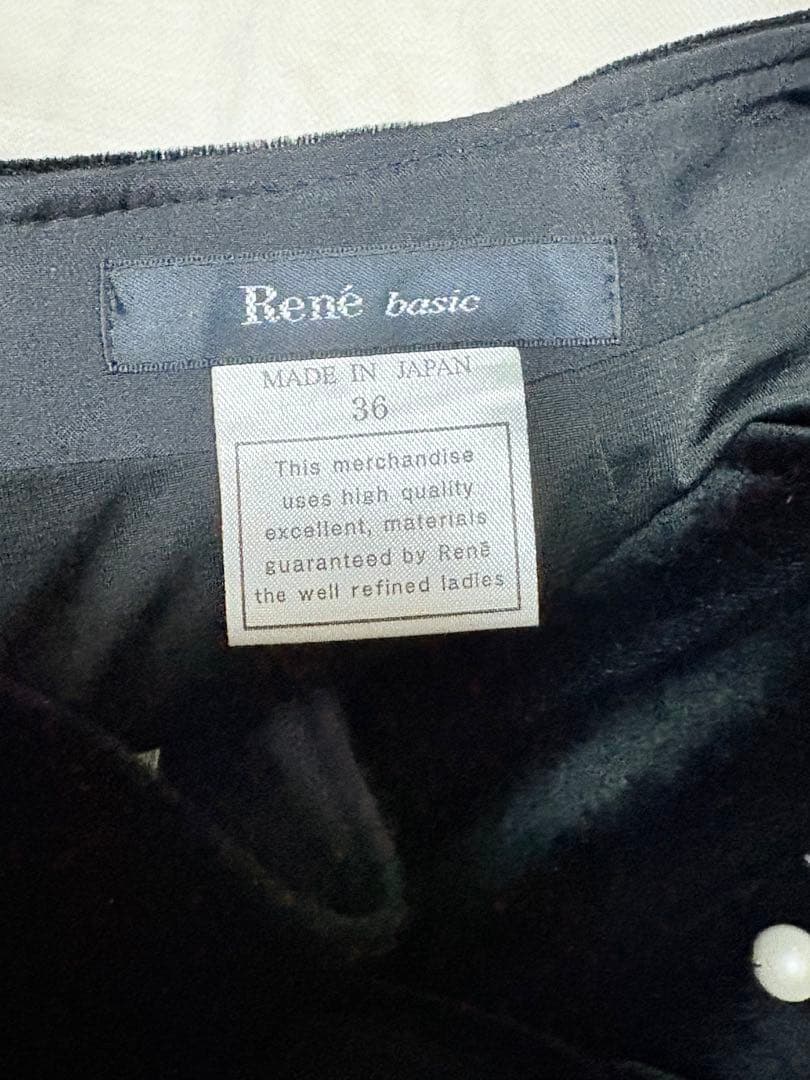 René basic
MADE IN JAPAN
36
This merchandise
uses high quality
excellent, materials
guaranteed by René
the well refined ladies